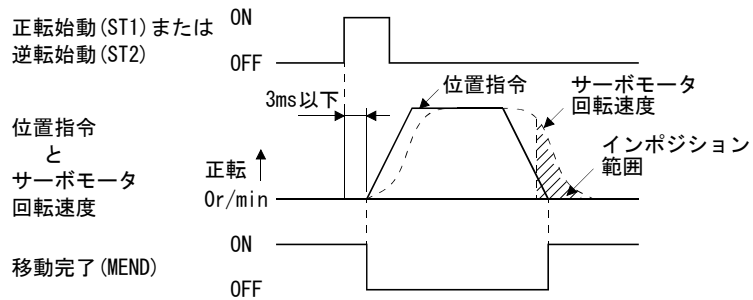 正転始動(ST1)または
逆転始動(ST2)
ON
OFF
3ms以下
位置指令
サーボモータ
回転速度
位置指令
と
サーボモータ
回転速度
正転
0r/min
インポジション
範囲
移動完了(MEND)
ON
OFF